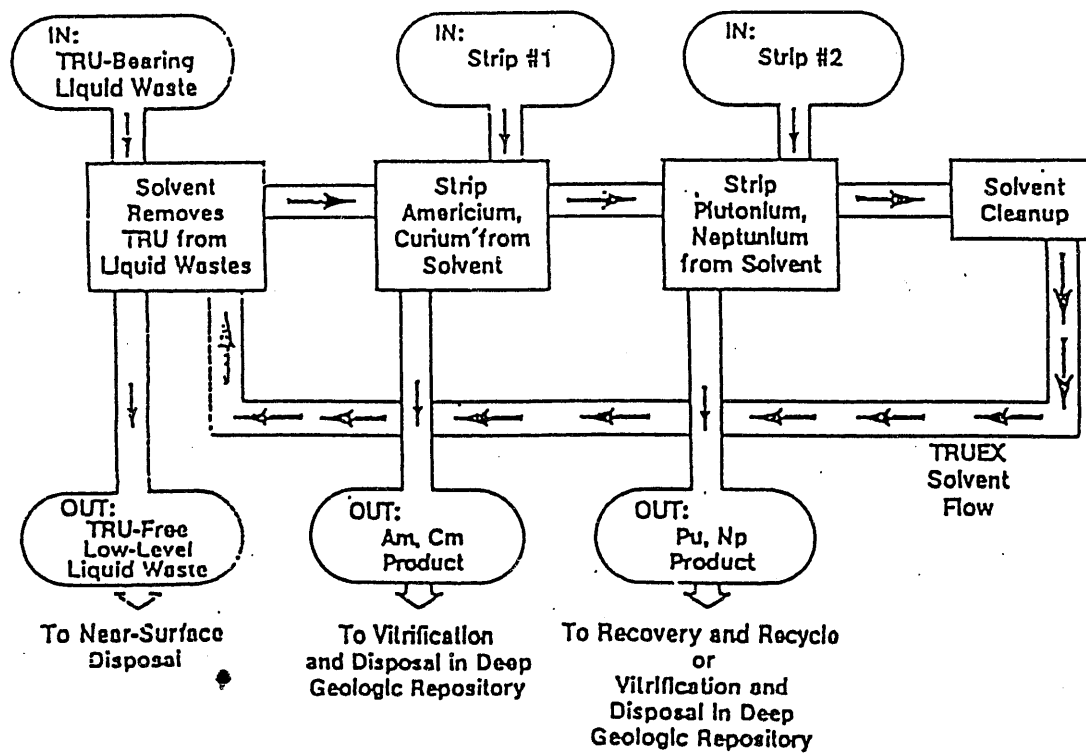 IN:
TRU-Bearing
Liquid Waste
IN:
Strip #1
IN:
Strip #2
Solvent
Removes
TRU from
Liquid Wastes
Strip
Americium,
Curium from
Solvent
Strip
Plutonium,
Neptunium
from Solvent
Solvent
Cleanup
TRUEX
Solvent
Flow
OUT:
TRU-Free
Low-Level
Liquid Waste
OUT:
Am, Cm
Product
OUT:
Pu, Np
Product
To Near-Surface
Disposal
To Vitrification
and Disposal in Deep
Geologic Repository
To Recovery and Recycle
or
Vitrification and
Disposal in Deep
Geologic Repository